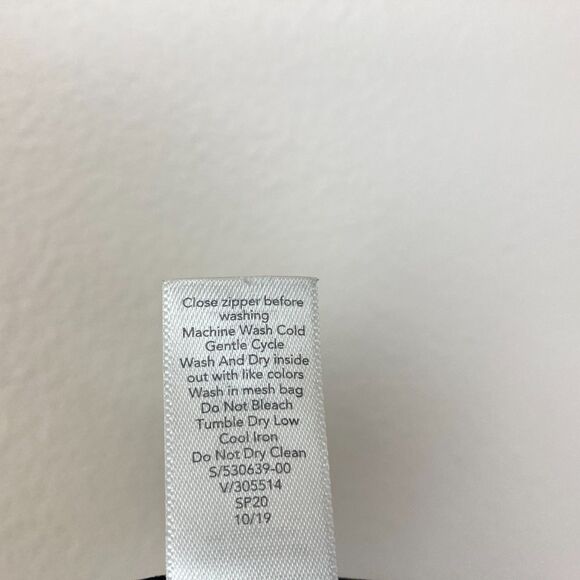 Close zipper before
washing
Machine Wash Cold
Gentle Cycle
Wash And Dry inside
out with like colors
Wash in mesh bag
Do Not Bleach
Tumble Dry Low
Cool Iron
Do Not Dry Clean
S/530639-00
V/305514
SP20
10/19